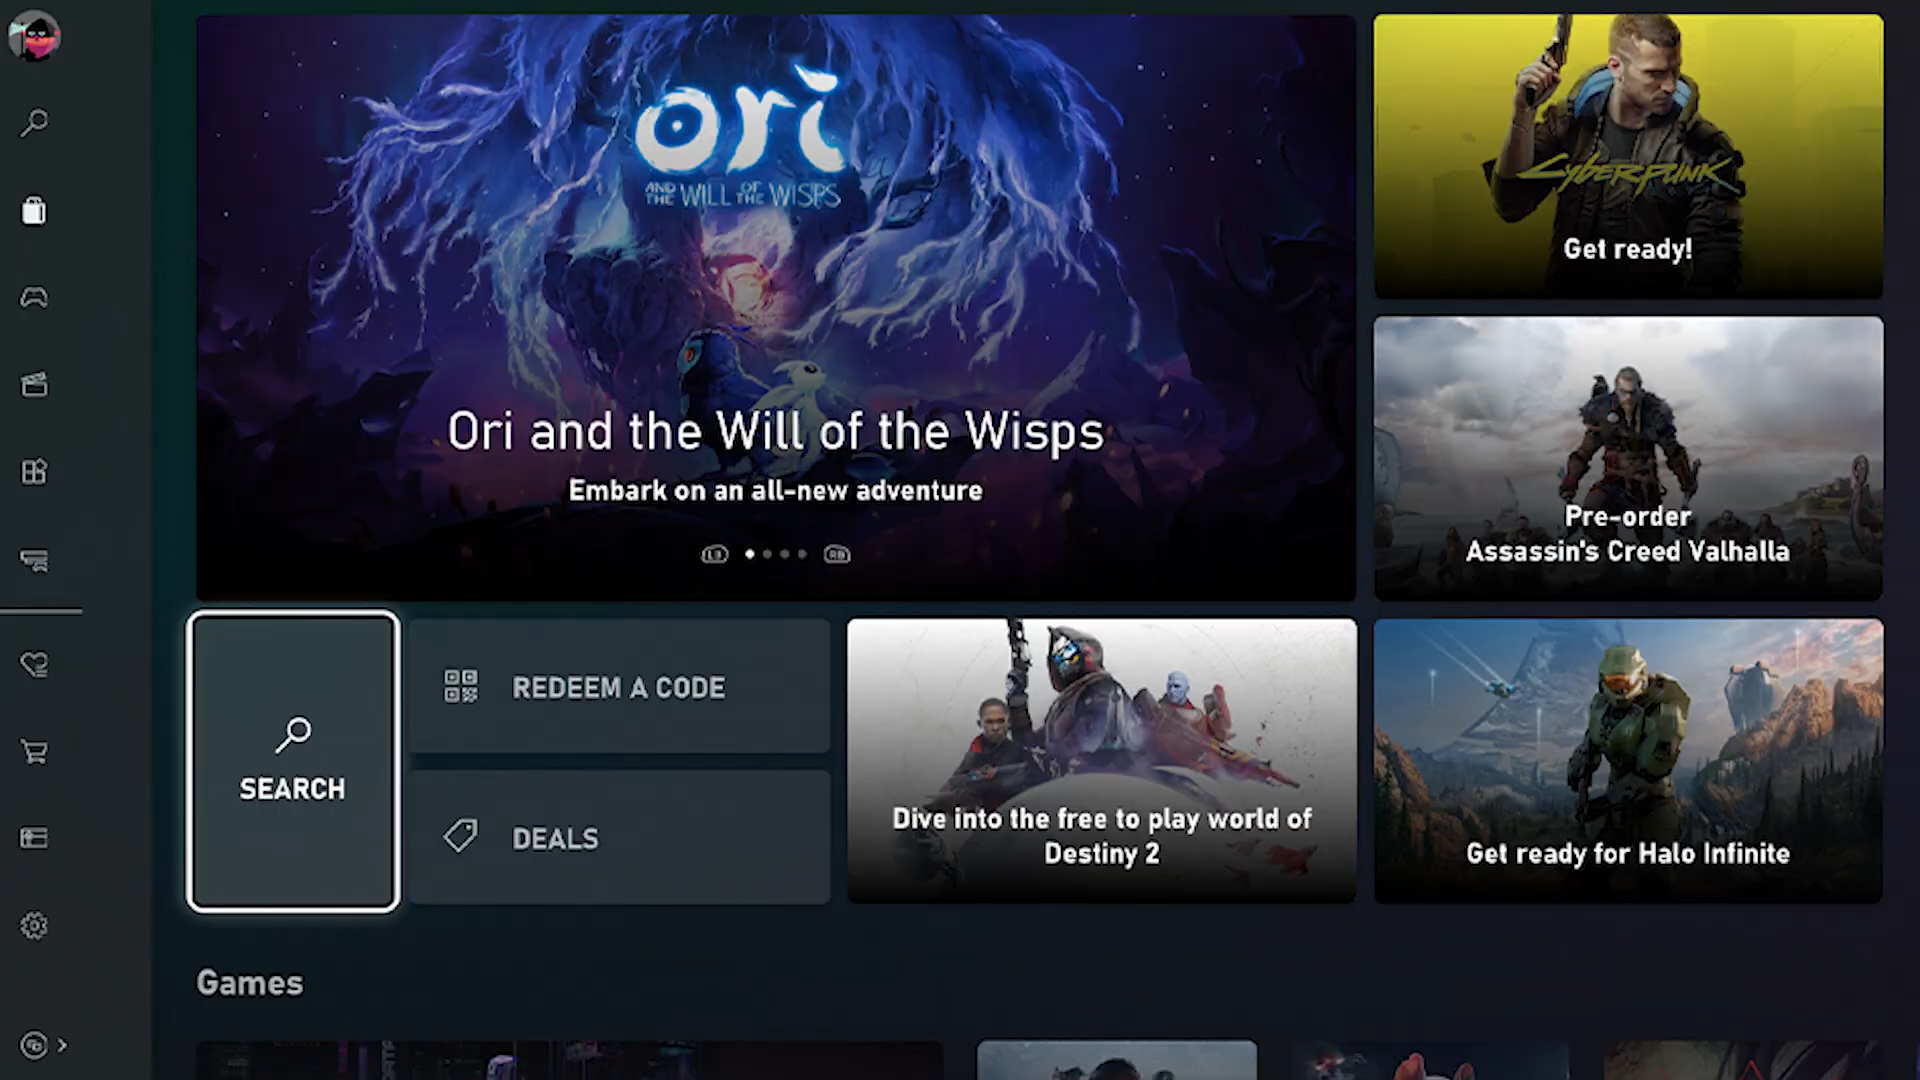 ori
AND THE WILL OF THE WISPS
Ori and the Will of the Wisps
Embark on an all-new adventure
LB
RB
CYBERPUNK
Get ready!
Pre-order
Assassin's Creed Valhalla
SEARCH
REDEEM A CODE
DEALS
Dive into the free to play world of
Destiny 2
Get ready for Halo Infinite
Games